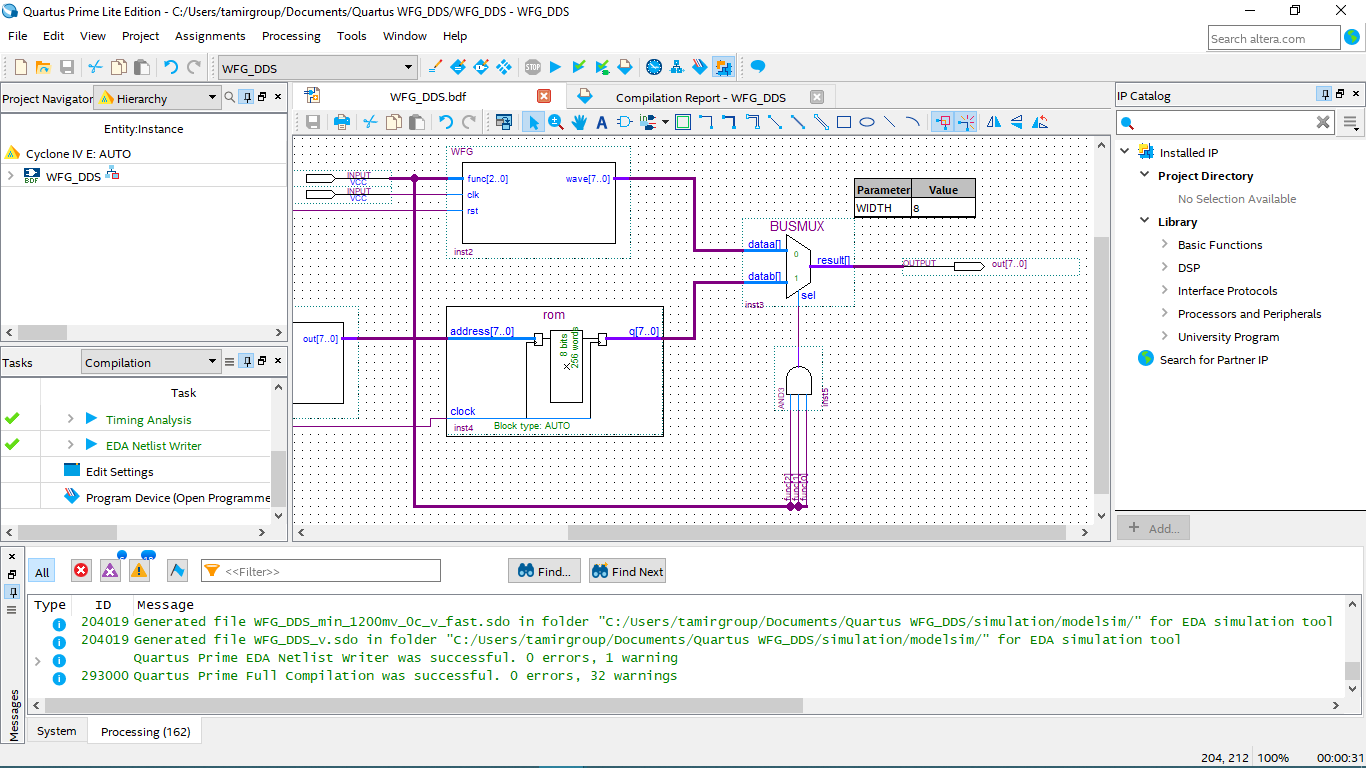 Quartus Prime Lite Edition - C:/Users/tamirgroup/Documents/Quartus WFG_DDS/WFG_DDS - WFG_DDS
File Edit View Project Assignments Processing Tools Window Help
Search altera.com
WFG_DDS
Project Navigator
Hierarchy
Entity:Instance
Cyclone IV E: AUTO
BDF
WFG_DDS
Tasks
Compilation
Task
Timing Analysis
EDA Netlist Writer
Edit Settings
Program Device (Open Programme
WFG_DDS.bdf
Compilation Report - WFG_DDS
WFG
INPUT
VCC
INPUT
VCC
func[2..0]
wave[7..0]
clk
rst
inst2
Parameter Value
WIDTH 8
BUSMUX
dataa[]
0
result[]
datab[]
1
sel
inst3
OUTPUT
out[7..0]
out[7..0]
rom
address[7..0]
q[7..0]
8 bits
256 words
clock
inst4
Block type: AUTO
AND3
inst5
func[2]
func[1]
func[0]
IP Catalog
Installed IP
Project Directory
No Selection Available
Library
Basic Functions
DSP
Interface Protocols
Processors and Peripherals
University Program
Search for Partner IP
+ Add...
All
<<Filter>>
Find...
Find Next
Type ID Message
204019 Generated file WFG_DDS_min_1200mv_0c_v_fast.sdo in folder "C:/Users/tamirgroup/Documents/Quartus WFG_DDS/simulation/modelsim/" for EDA simulation tool
204019 Generated file WFG_DDS_v.sdo in folder "C:/Users/tamirgroup/Documents/Quartus WFG_DDS/simulation/modelsim/" for EDA simulation tool
Quartus Prime EDA Netlist Writer was successful. 0 errors, 1 warning
293000 Quartus Prime Full Compilation was successful. 0 errors, 32 warnings
Messages
System
Processing (162)
204, 212 100% 00:00:31